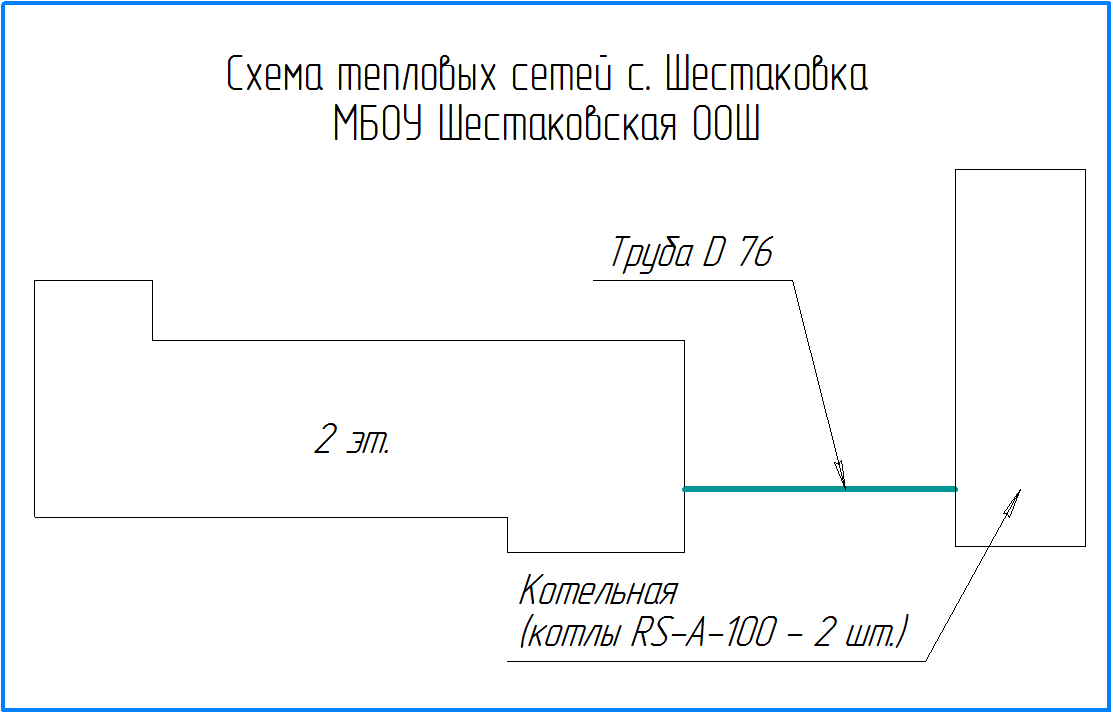 Схема тепловых сетей с. Шестаковка
МБОУ Шестаковская ООШ
Труба D 76
2 эт.
Котельная
(котлы RS-A-100 - 2 шт.)